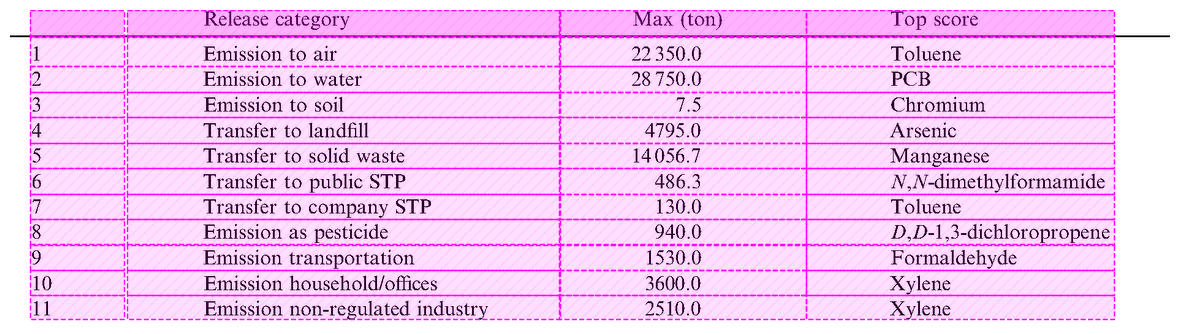 Release category Max (ton) Top score
1 Emission to air 22 350.0 Toluene
2 Emission to water 28 750.0 PCB
3 Emission to soil 7.5 Chromium
4 Transfer to landfill 4795.0 Arsenic
5 Transfer to solid waste 14 056.7 Manganese
6 Transfer to public STP 486.3 N,N-dimethylformamide
7 Transfer to company STP 130.0 Toluene
8 Emission as pesticide 940.0 D,D-1,3-dichloropropene
9 Emission transportation 1530.0 Formaldehyde
10 Emission household/offices 3600.0 Xylene
11 Emission non-regulated industry 2510.0 Xylene